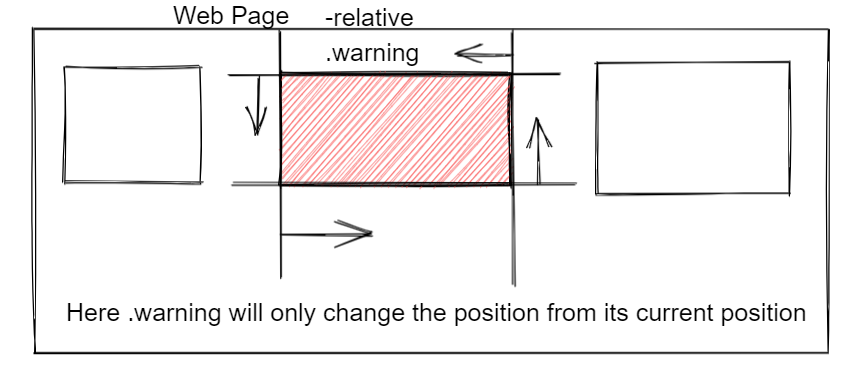 Web Page -relative
.warning
Here .warning will only change the position from its current position